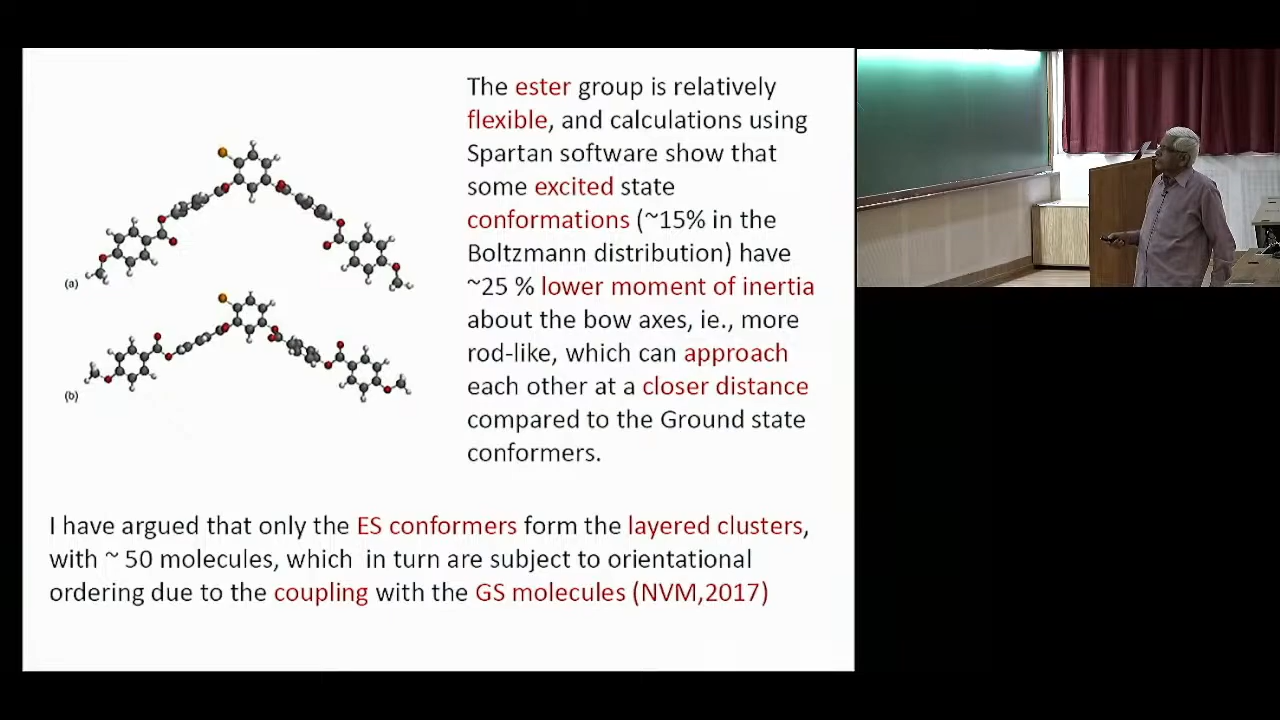 The ester group is relatively
flexible, and calculations using
Spartan software show that
some excited state
conformations (~15% in the
Boltzmann distribution) have
~25 % lower moment of inertia
about the bow axes, ie., more
rod-like, which can approach
each other at a closer distance
compared to the Ground state
conformers.
(a)
(b)
I have argued that only the ES conformers form the layered clusters,
with ~ 50 molecules, which  in turn are subject to orientational
ordering due to the coupling with the GS molecules (NVM,2017)